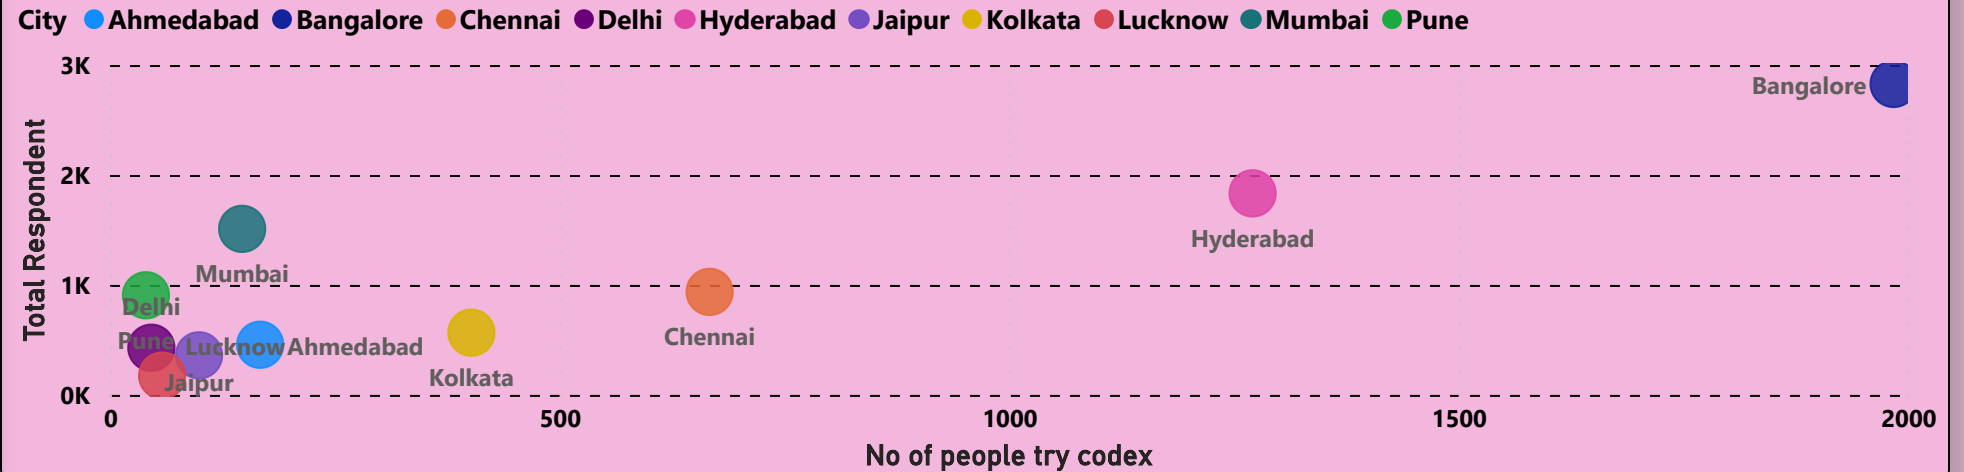 City Ahmedabad Bangalore Chennai Delhi Hyderabad Jaipur Kolkata Lucknow Mumbai Pune
3K
Bangalore
2K
Hyderabad
Mumbai
1K
Delhi
Chennai
Pune
Lucknow Ahmedabad
Kolkata
Jaipur
0K
Total Respondent
0 500 1000 1500 2000
No of people try codex